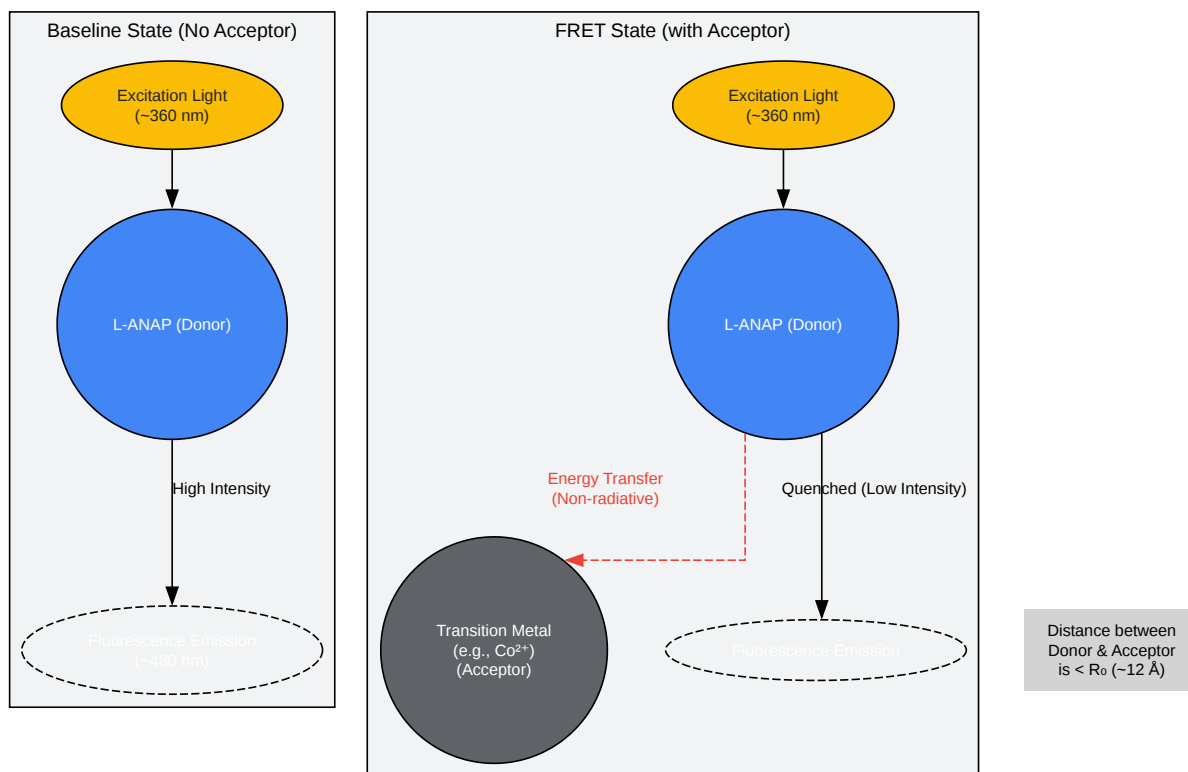 Baseline State (No Acceptor)
Excitation Light
(~360 nm)
L-ANAP (Donor)
High Intensity
Fluorescence Emission
(~480 nm)
FRET State (with Acceptor)
Excitation Light
(~360 nm)
L-ANAP (Donor)
Energy Transfer
(Non-radiative)
Quenched (Low Intensity)
Transition Metal
(e.g., Co²⁺)
(Acceptor)
Fluorescence Emission
Distance between
Donor & Acceptor
is < R₀ (~12 Å)